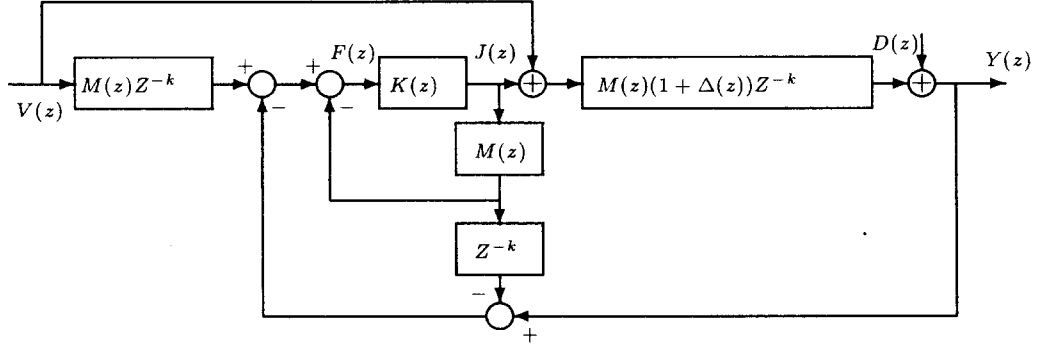 V(z)
M(z)Z^{-k}
+
−
+
−
F(z)
K(z)
J(z)
+
M(z)(1 + Δ(z))Z^{-k}
D(z)
+
Y(z)
M(z)
Z^{-k}
−
+